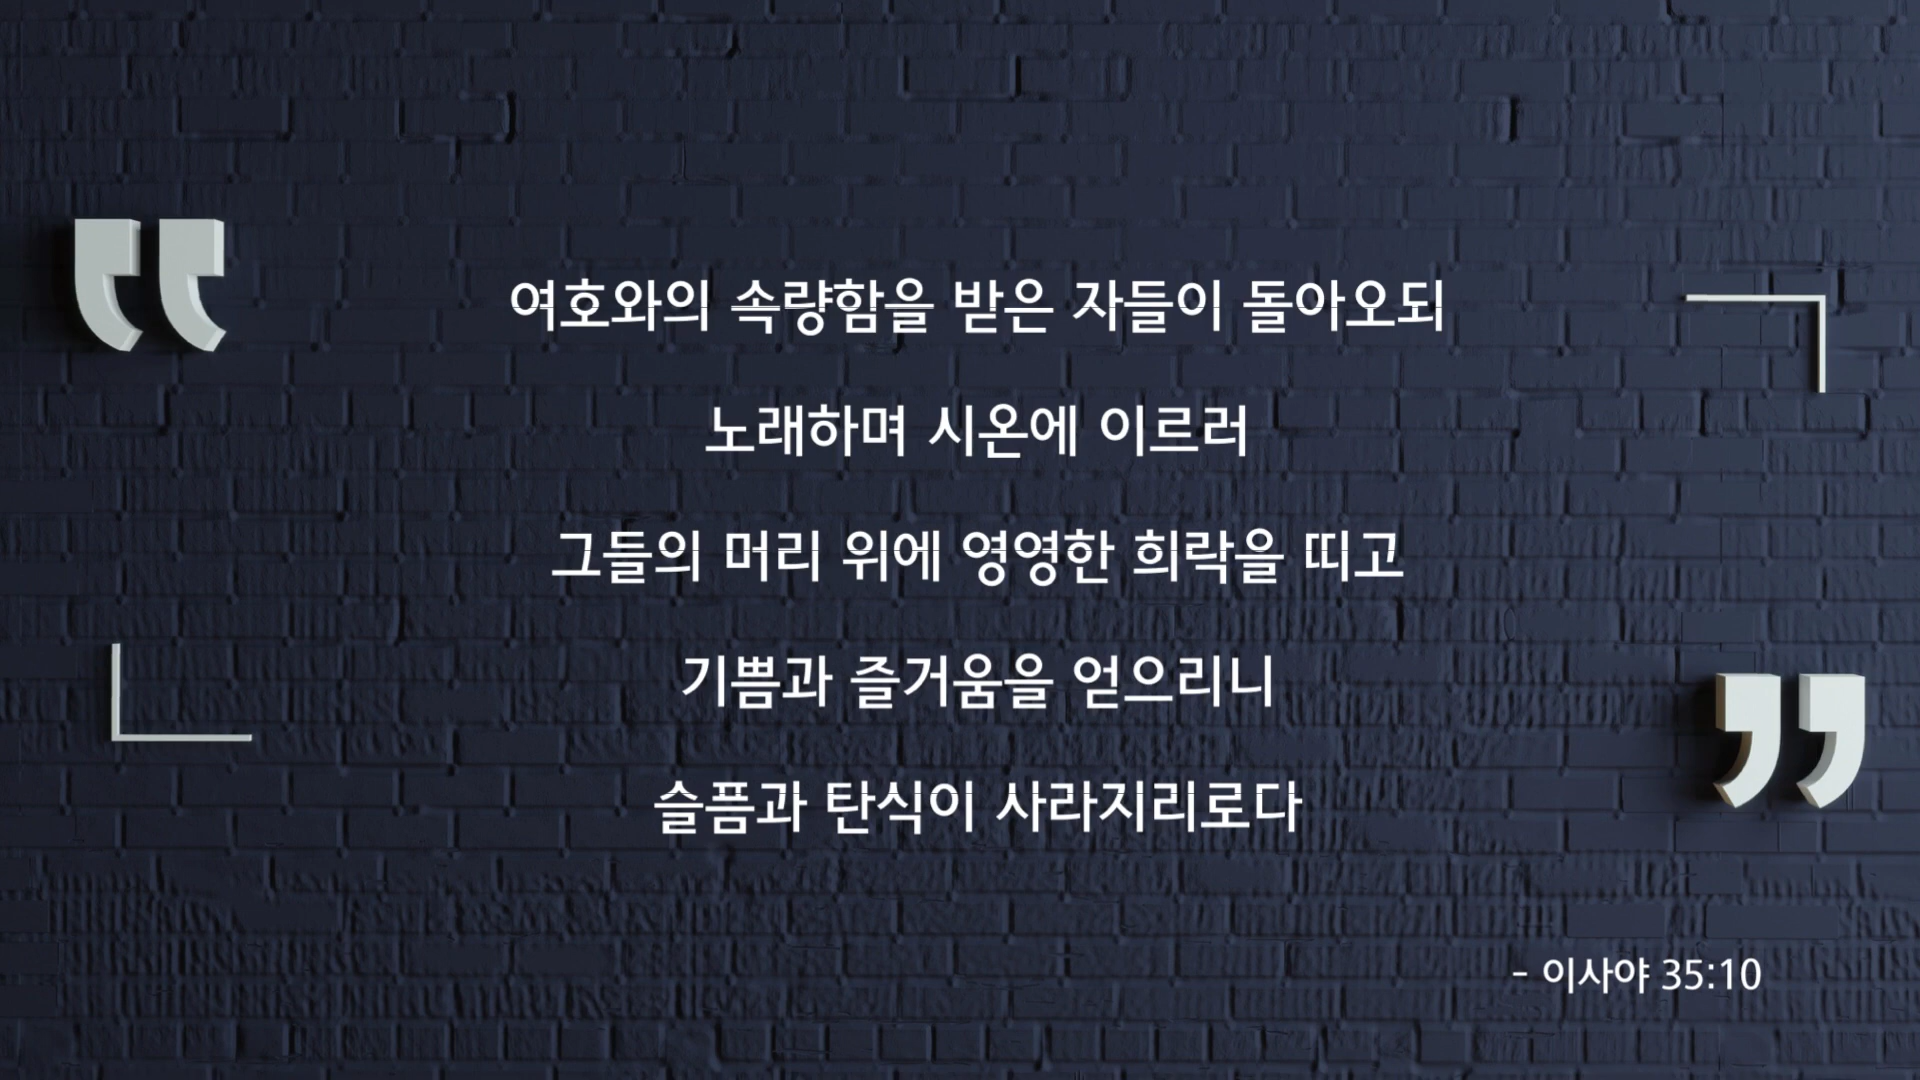 여호와의 속량함을 받은 자들이 돌아오되
노래하며 시온에 이르러
그들의 머리 위에 영영한 희락을 띠고
기쁨과 즐거움을 얻으리니
슬픔과 탄식이 사라지리로다
- 이사야 35:10